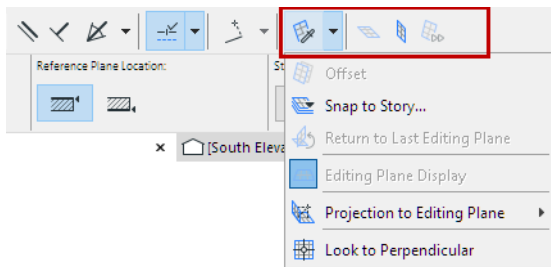 Reference Plane Location:
St
Offset
Snap to Story...
Return to Last Editing Plane
[South Eleva
Editing Plane Display
Projection to Editing Plane
Look to Perpendicular